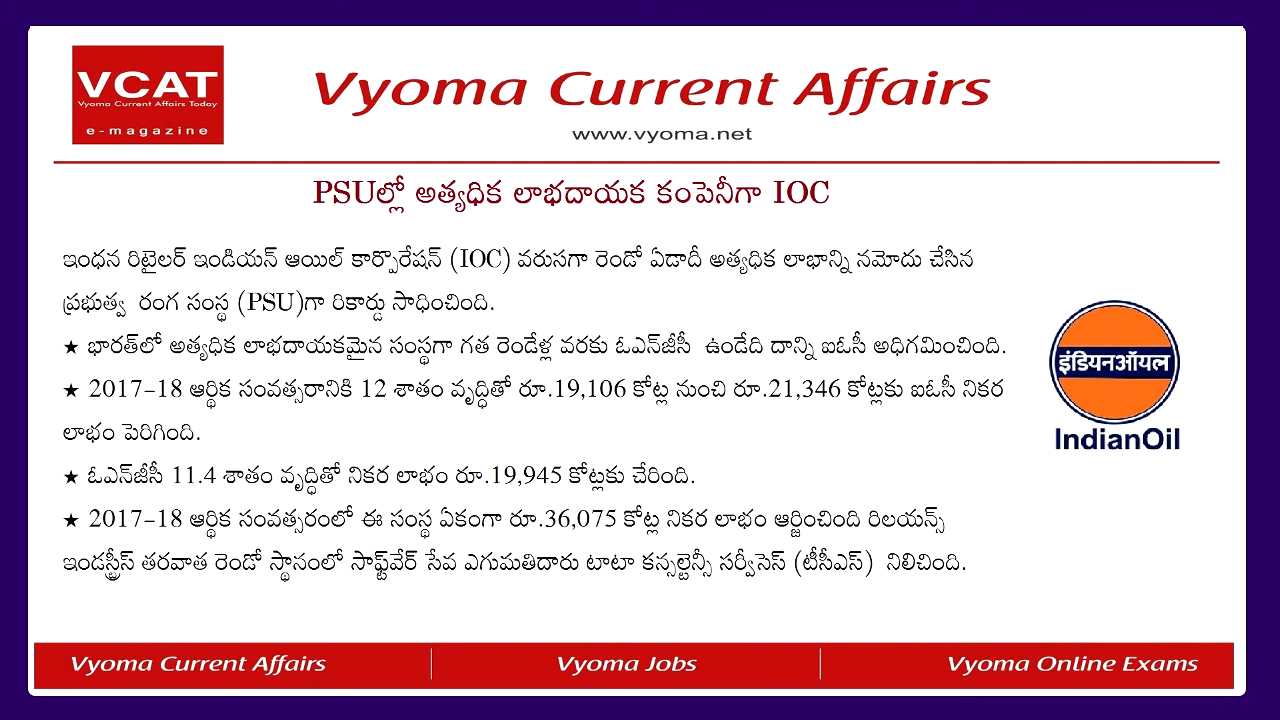 VCAT
Vyoma Current Affairs Today
e-magazine
Vyoma Current Affairs
www.vyoma.net
PSUల్లో అత్యధిక లాభదాయక కంపెనీగా IOC
ఇంధన రిటైలర్ ఇండియన్ ఆయిల్ కార్పొరేషన్ (IOC) వరుసగా రెండో ఏడాదీ అత్యధిక లాభాన్ని నమోదు చేసిన
ప్రభుత్వ రంగ సంస్థ (PSU)గా రికార్డు సాధించింది.
★ భారత్‌లో అత్యధిక లాభదాయకమైన సంస్థగా గత రెండేళ్ల వరకు ఓఎన్‌జీసీ ఉండేది దాన్ని ఐఓసీ అధిగమించింది.
★ 2017-18 ఆర్థిక సంవత్సరానికి 12 శాతం వృద్ధితో రూ.19,106 కోట్ల నుంచి రూ.21,346 కోట్లకు ఐఓసీ నికర
లాభం పెరిగింది.
★ ఓఎన్‌జీసీ 11.4 శాతం వృద్ధితో నికర లాభం రూ.19,945 కోట్లకు చేరింది.
★ 2017-18 ఆర్థిక సంవత్సరంలో ఈ సంస్థ ఏకంగా రూ.36,075 కోట్ల నికర లాభం ఆర్జించింది రిలయన్స్
ఇండస్ట్రీస్ తరవాత రెండో స్థానంలో సాఫ్ట్‌వేర్ సేవ ఎగుమతిదారు టాటా కన్సల్టెన్సీ సర్వీసెస్ (టీసీఎస్) నిలిచింది.
इंडियनऑयल
IndianOil
Vyoma Current Affairs
Vyoma Jobs
Vyoma Online Exams